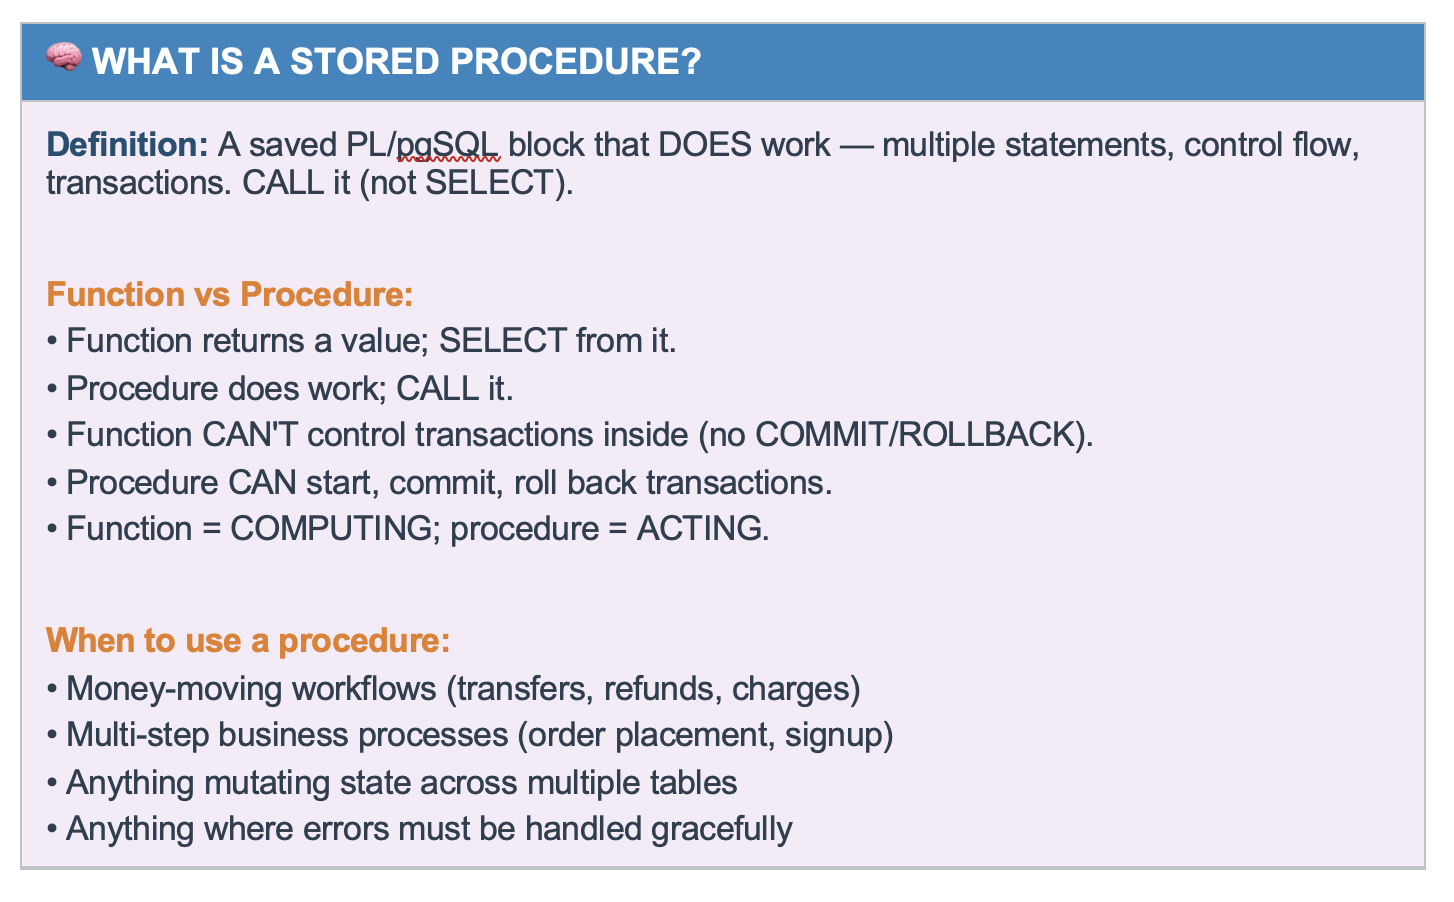 🧠 WHAT IS A STORED PROCEDURE?
Definition: A saved PL/pgSQL block that DOES work — multiple statements, control flow,
transactions. CALL it (not SELECT).
Function vs Procedure:
• Function returns a value; SELECT from it.
• Procedure does work; CALL it.
• Function CAN'T control transactions inside (no COMMIT/ROLLBACK).
• Procedure CAN start, commit, roll back transactions.
• Function = COMPUTING; procedure = ACTING.
When to use a procedure:
• Money-moving workflows (transfers, refunds, charges)
• Multi-step business processes (order placement, signup)
• Anything mutating state across multiple tables
• Anything where errors must be handled gracefully